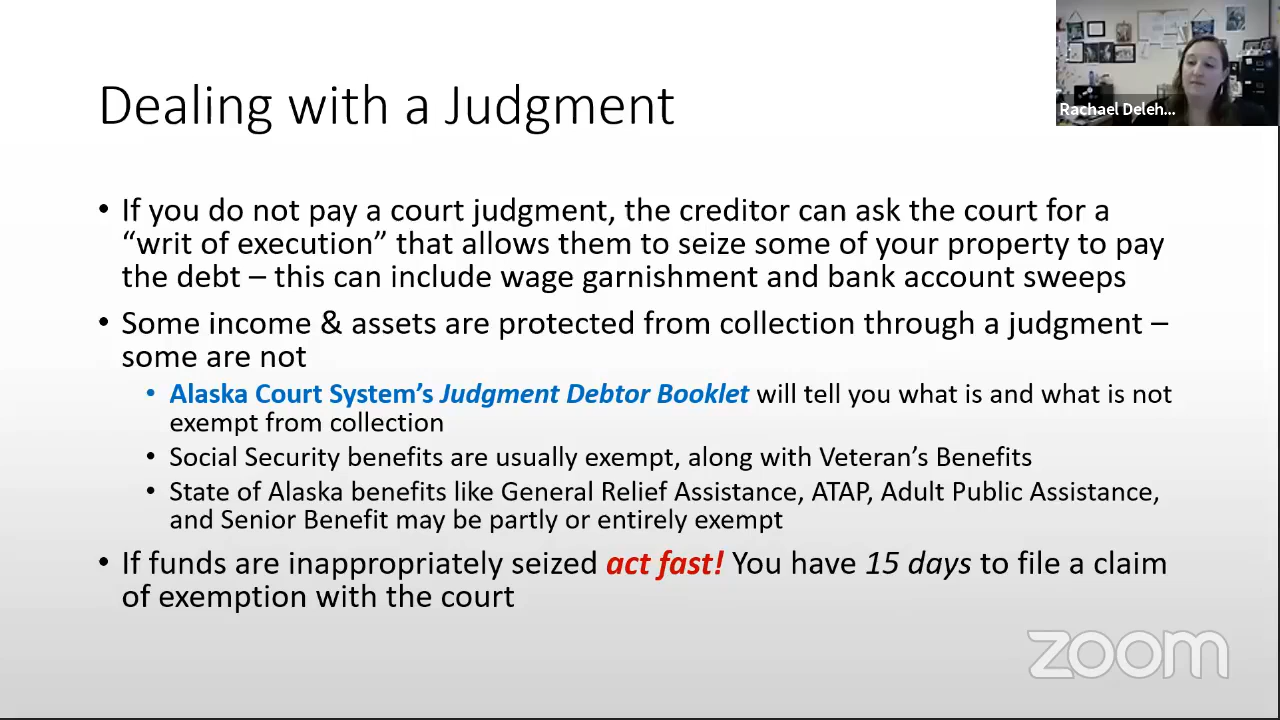 Rachael Deleh...
Dealing with a Judgment
• If you do not pay a court judgment, the creditor can ask the court for a
“writ of execution” that allows them to seize some of your property to pay
the debt – this can include wage garnishment and bank account sweeps
• Some income & assets are protected from collection through a judgment –
some are not
• Alaska Court System’s Judgment Debtor Booklet will tell you what is and what is not
exempt from collection
• Social Security benefits are usually exempt, along with Veteran’s Benefits
• State of Alaska benefits like General Relief Assistance, ATAP, Adult Public Assistance,
and Senior Benefit may be partly or entirely exempt
• If funds are inappropriately seized act fast! You have 15 days to file a claim
of exemption with the court
zoom